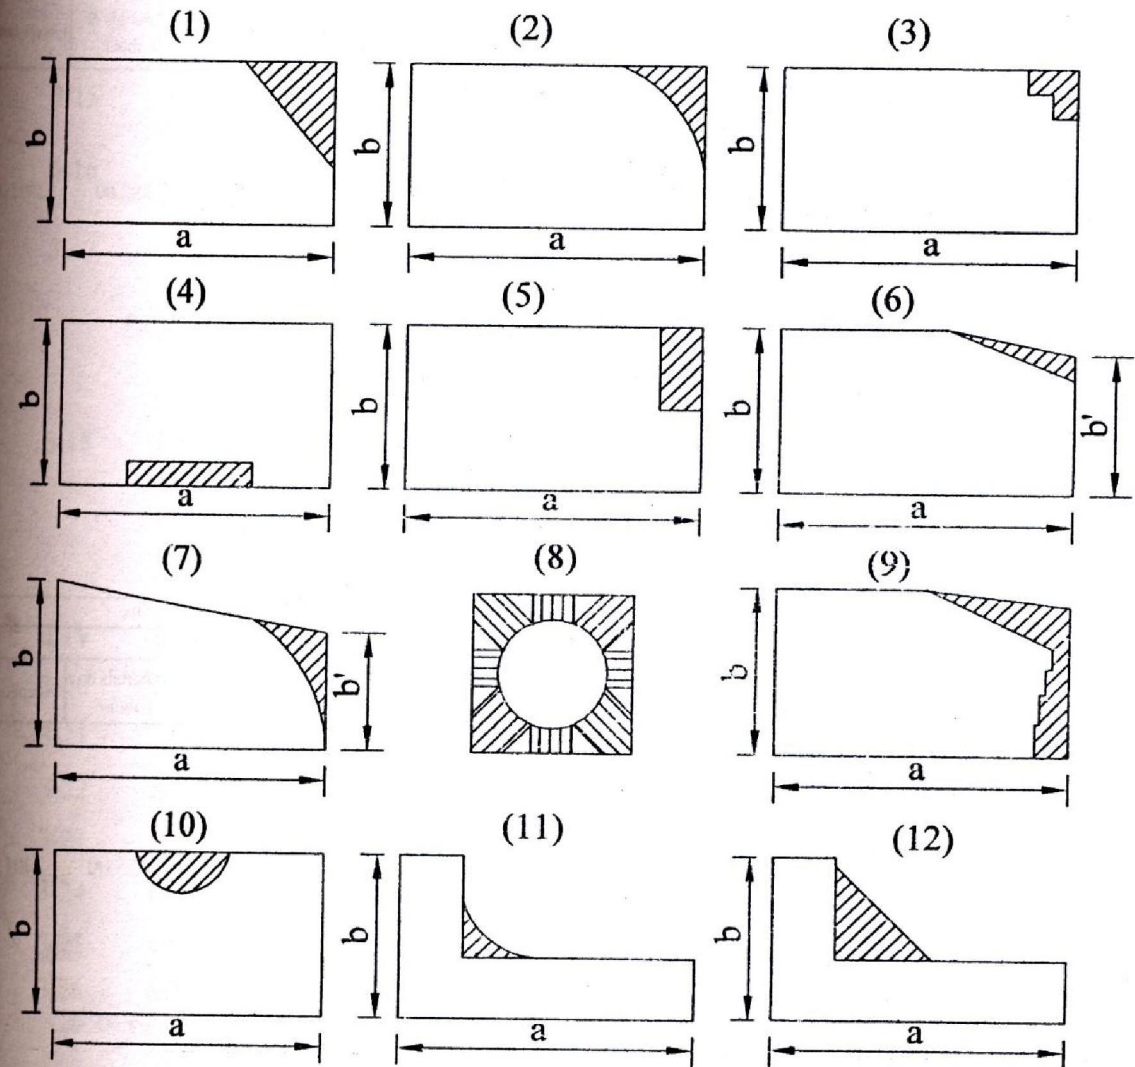 (1) (2) (3)
b b b
a a a
(4) (5) (6)
b b b b'
a a a
(7) (8) (9)
b b' b
a a
(10) (11) (12)
b b b
a a a